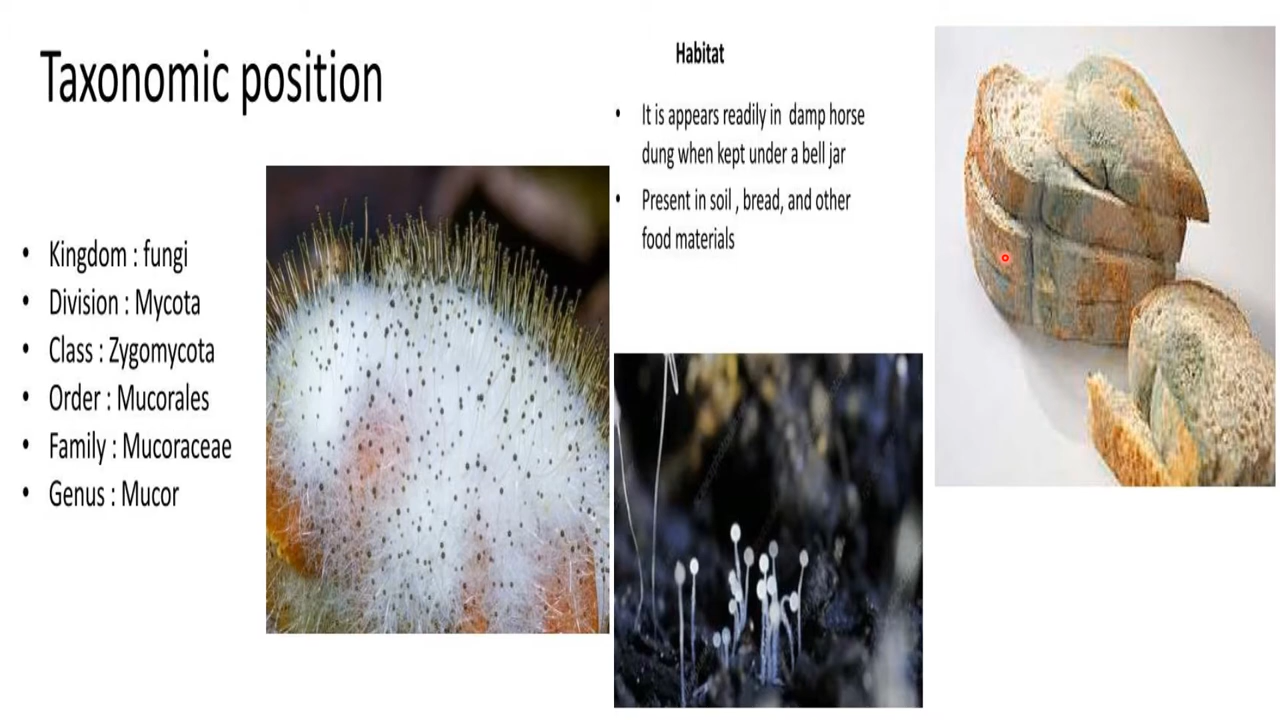 Taxonomic position
• Kingdom : fungi
• Division : Mycota
• Class : Zygomycota
• Order : Mucorales
• Family : Mucoraceae
• Genus : Mucor
Habitat
• It is appears readily in damp horse
dung when kept under a bell jar
• Present in soil , bread, and other
food materials